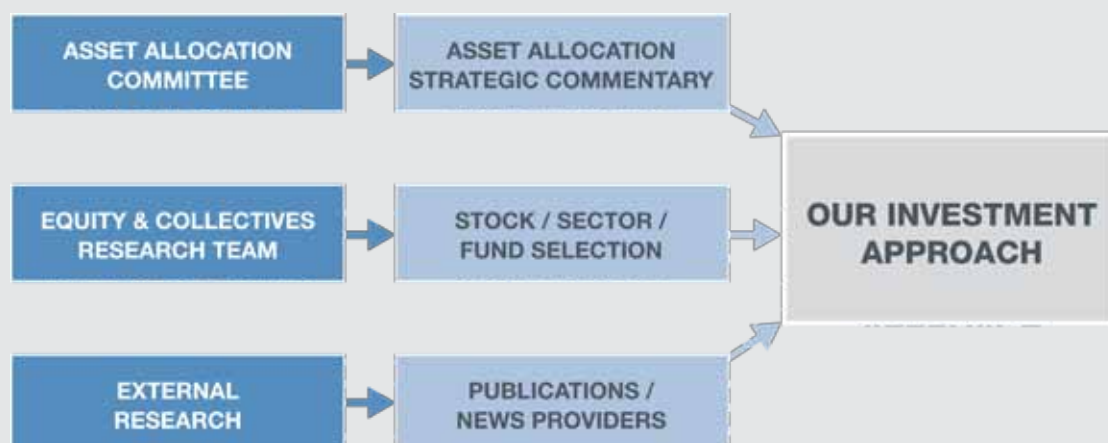 ASSET ALLOCATION
COMMITTEE
ASSET ALLOCATION
STRATEGIC COMMENTARY
EQUITY & COLLECTIVES
RESEARCH TEAM
STOCK / SECTOR /
FUND SELECTION
OUR INVESTMENT
APPROACH
EXTERNAL
RESEARCH
PUBLICATIONS /
NEWS PROVIDERS